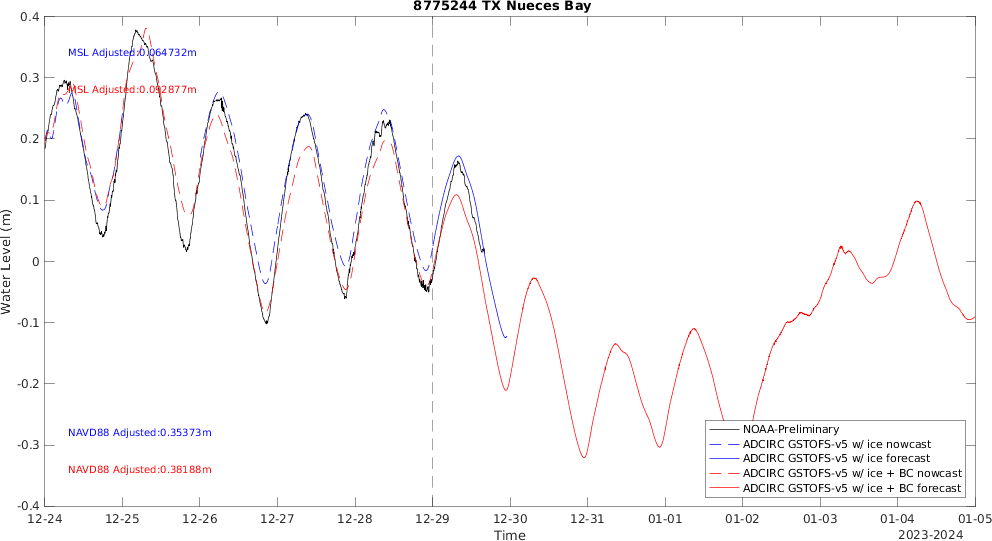 8775244 TX Nueces Bay
Water Level (m)
0.4
0.3
0.2
0.1
0
-0.1
-0.2
-0.3
-0.4
MSL Adjusted:0.064732m
MSL Adjusted:0.092877m
NAVD88 Adjusted:0.35373m
NAVD88 Adjusted:0.38188m
NOAA-Preliminary
ADCIRC GSTOFS-v5 w/ ice nowcast
ADCIRC GSTOFS-v5 w/ ice forecast
ADCIRC GSTOFS-v5 w/ ice + BC nowcast
ADCIRC GSTOFS-v5 w/ ice + BC forecast
12-24 12-25 12-26 12-27 12-28 12-29 12-30 12-31 01-01 01-02 01-03 01-04 01-05
Time
2023-2024